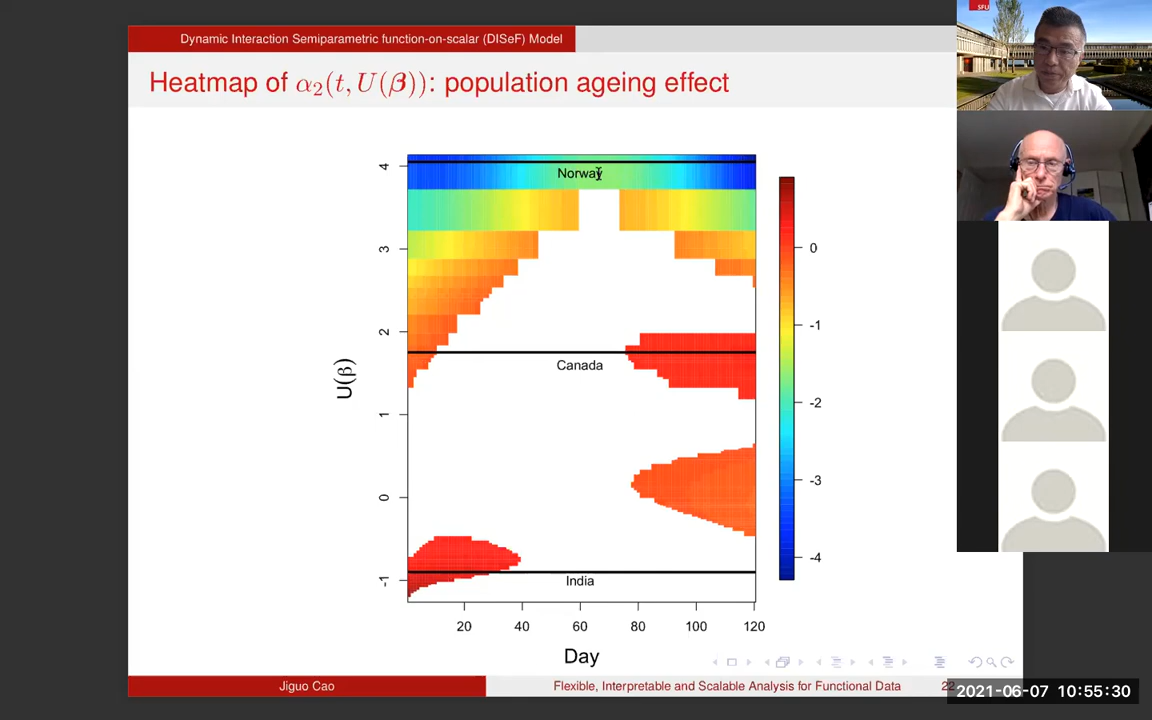 Dynamic Interaction Semiparametric function-on-scalar (DISeF) Model
SFU
Heatmap of α₂(t, U(β)): population ageing effect
4
3
2
1
0
-1
U(β)
Norway
Canada
India
0
-1
-2
-3
-4
20 40 60 80 100 120
Day
Jiguo Cao
Flexible, Interpretable and Scalable Analysis for Functional Data
22
2021-06-07 10:55:30